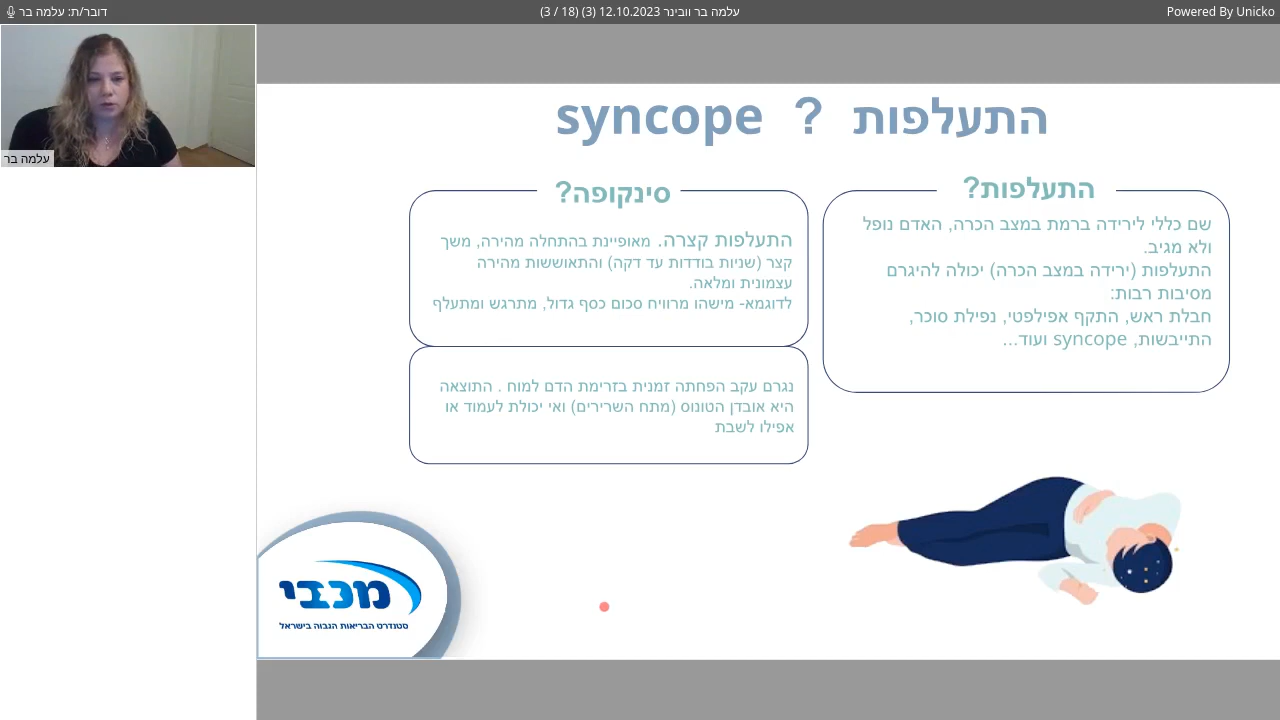 דובר/ת: עלמה בר
עלמה בר וובינר 12.10.2023 (3) (18 / 3)
Powered By Unicko
עלמה בר
התעלפות ? syncope
התעלפות?
שם כללי לירידה ברמת במצב הכרה, האדם נופל
ולא מגיב.
התעלפות (ירידה במצב הכרה) יכולה להיגרם
מסיבות רבות:
חבלת ראש, התקף אפילפטי, נפילת סוכר,
התייבשות, syncope ועוד...
סינקופה?
התעלפות קצרה. מאופיינת בהתחלה מהירה, משך
קצר (שניות בודדות עד דקה) והתאוששות מהירה
עצמונית ומלאה.
לדוגמא- מישהו מרוויח סכום כסף גדול, מתרגש ומתעלף
נגרם עקב הפחתה זמנית בזרימת הדם למוח . התוצאה
היא אובדן הטונוס (מתח השרירים) ואי יכולת לעמוד או
אפילו לשבת
מכבי
סטנדרט הבריאות הגבוה בישראל